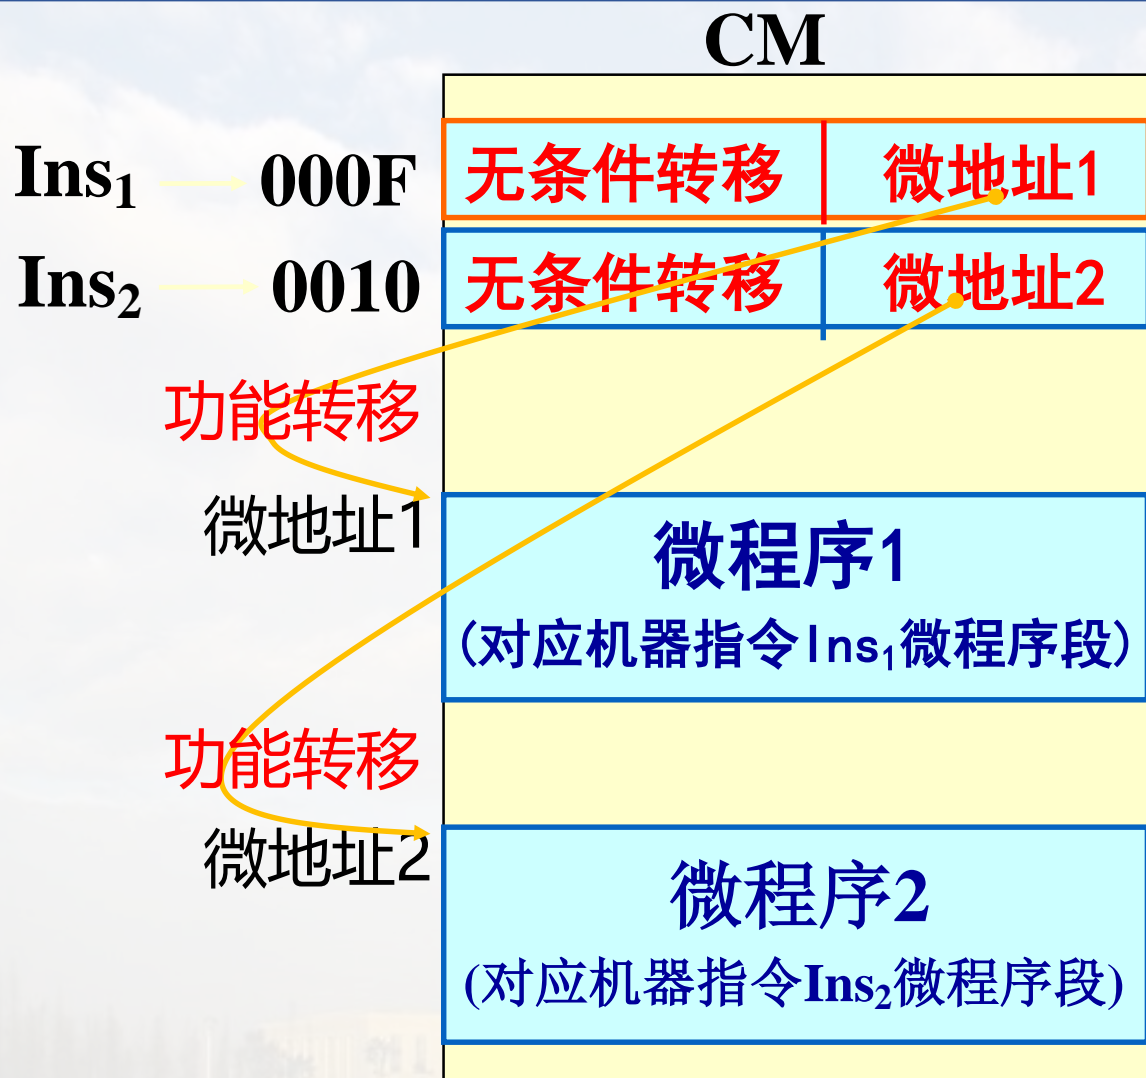 CM
Ins₁ 000F 无条件转移 微地址1
Ins₂ 0010 无条件转移 微地址2
功能转移
微地址1
微程序1
(对应机器指令Ins₁微程序段)
功能转移
微地址2
微程序2
(对应机器指令Ins₂微程序段)